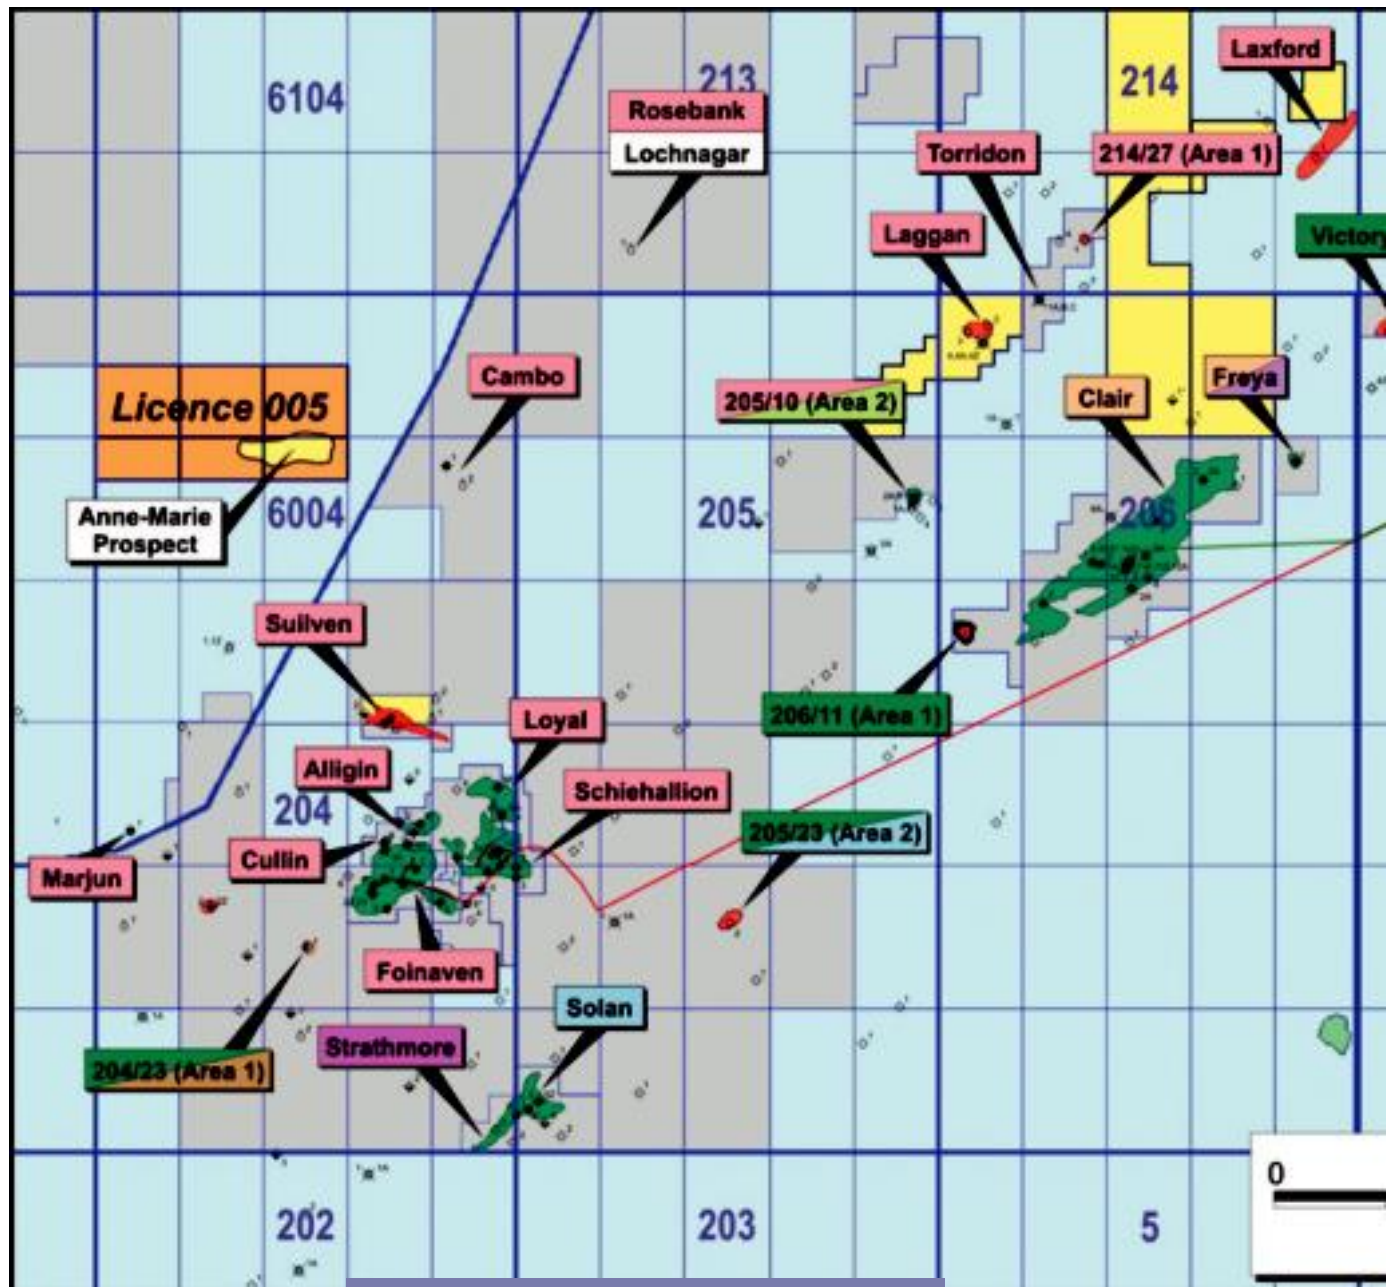 6104
213
214
Laxford
Rosebank
Lochnagar
Torridon
214/27 (Area 1)
Laggan
Victory
Cambo
Licence 005
205/10 (Area 2)
Clair
Freya
Anne-Marie
Prospect
6004
205
206
Suilven
Loyal
206/11 (Area 1)
Alligin
204
Schiehallion
205/23 (Area 2)
Cullin
Marjun
Foinaven
Solan
Strathmore
204/23 (Area 1)
0
202
203
5